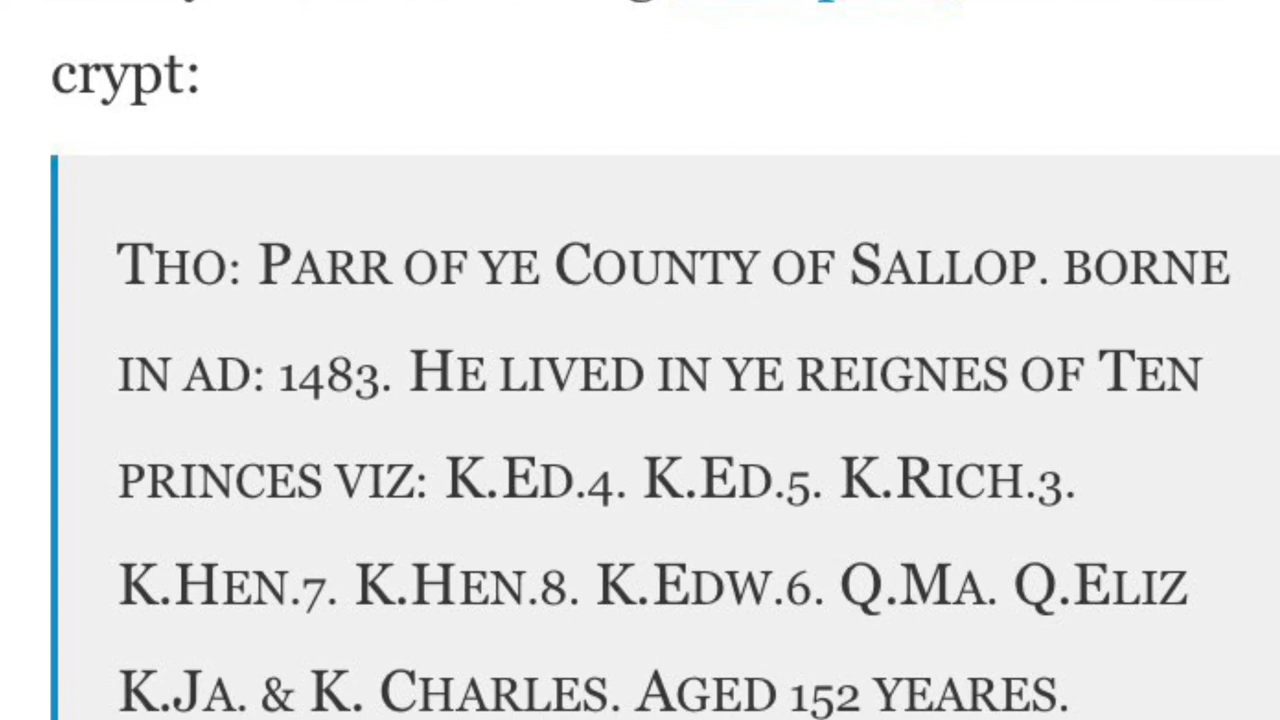 crypt:
Tho: Parr of ye County of Sallop. borne
in ad: 1483. He lived in ye reignes of Ten
princes viz: K.Ed.4. K.Ed.5. K.Rich.3.
K.Hen.7. K.Hen.8. K.Edw.6. Q.Ma. Q.Eliz
K.Ja. & K. Charles. Aged 152 yeares.